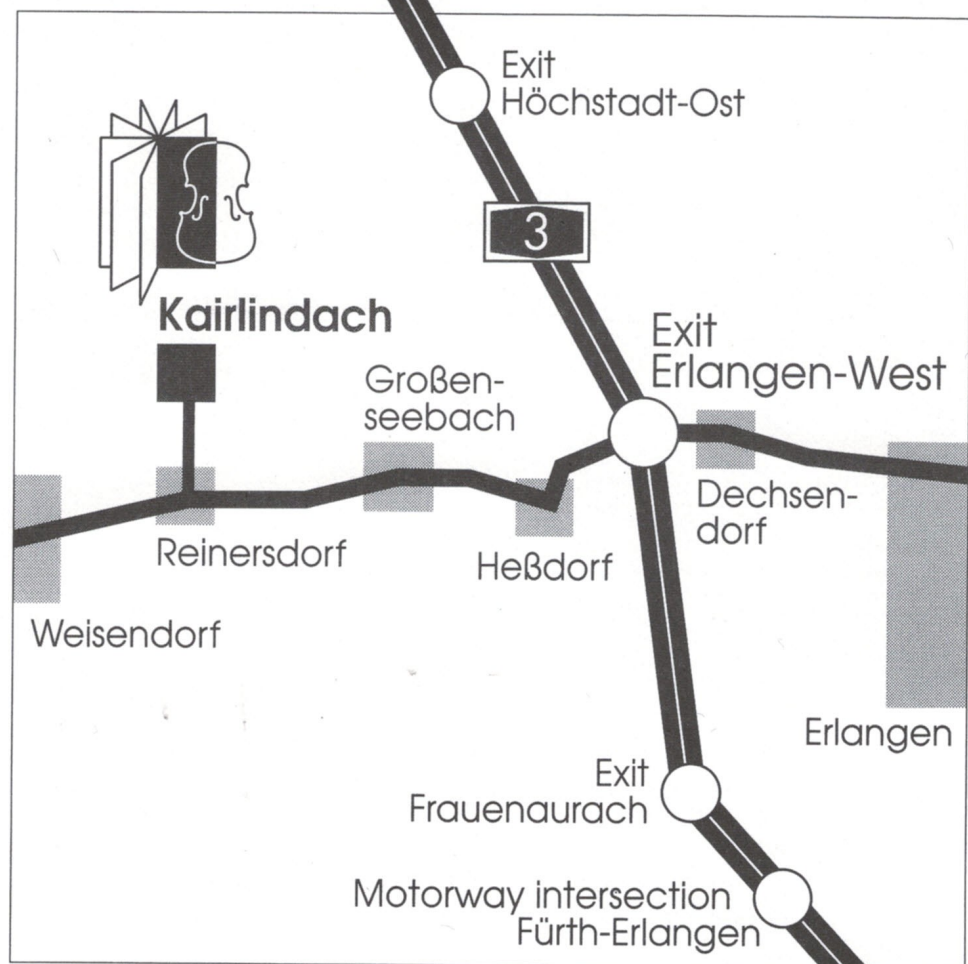 Exit
Höchstadt-Ost
3
Kairlindach
Exit
Erlangen-West
Großen-
seebach
Dechsen-
dorf
Reinersdorf
Heßdorf
Weisendorf
Erlangen
Exit
Frauenaurach
Motorway intersection
Fürth-Erlangen